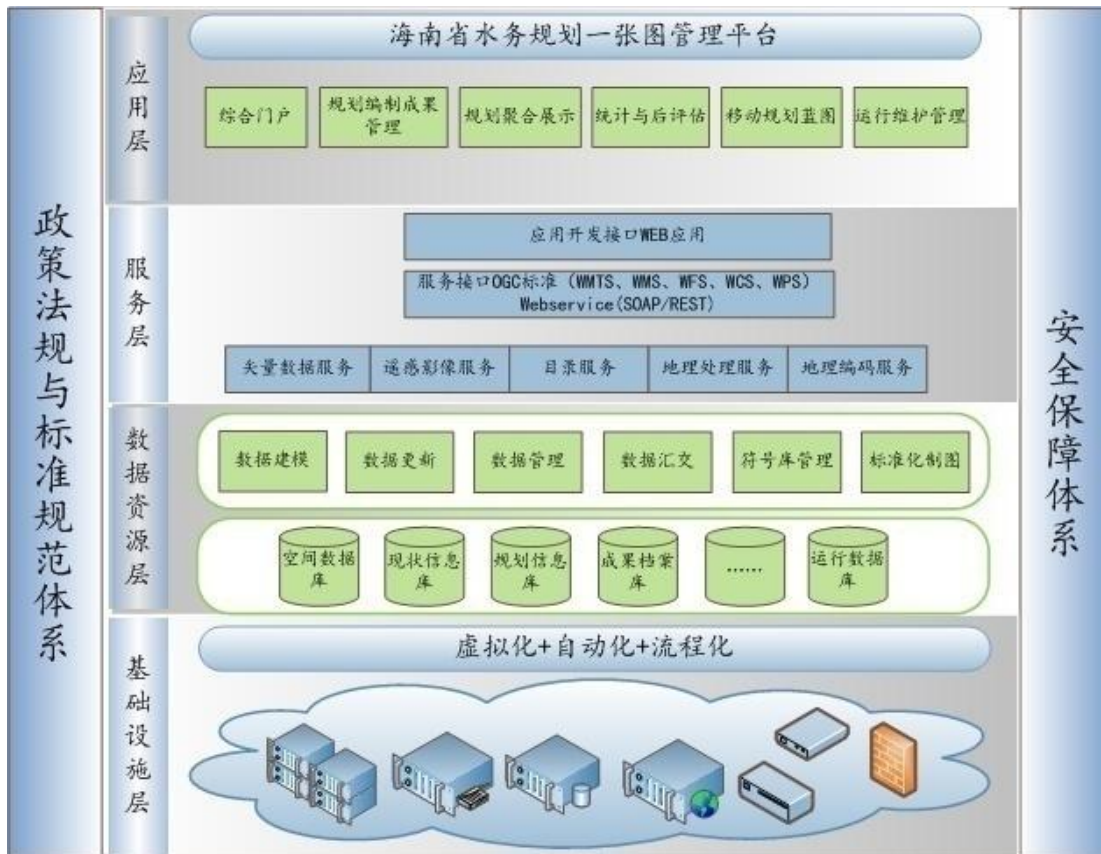 政策法规与标准规范体系
应用层
海南省水务规划一张图管理平台
综合门户
规划编制成果
管理
规划聚合展示
统计与后评估
移动规划蓝图
运行维护管理
服务层
应用开发接口WEB应用
服务接口OGC标准（WMTS、WMS、WFS、WCS、WPS）
Webservice(SOAP/REST)
矢量数据服务
遥感影像服务
目录服务
地理处理服务
地理编码服务
数据资源层
数据建模
数据更新
数据管理
数据汇交
符号库管理
标准化制图
空间数据
库
现状信息
库
规划信息
库
成果档案
库
……
运行数据
库
基础设施层
虚拟化+自动化+流程化
安全保障体系